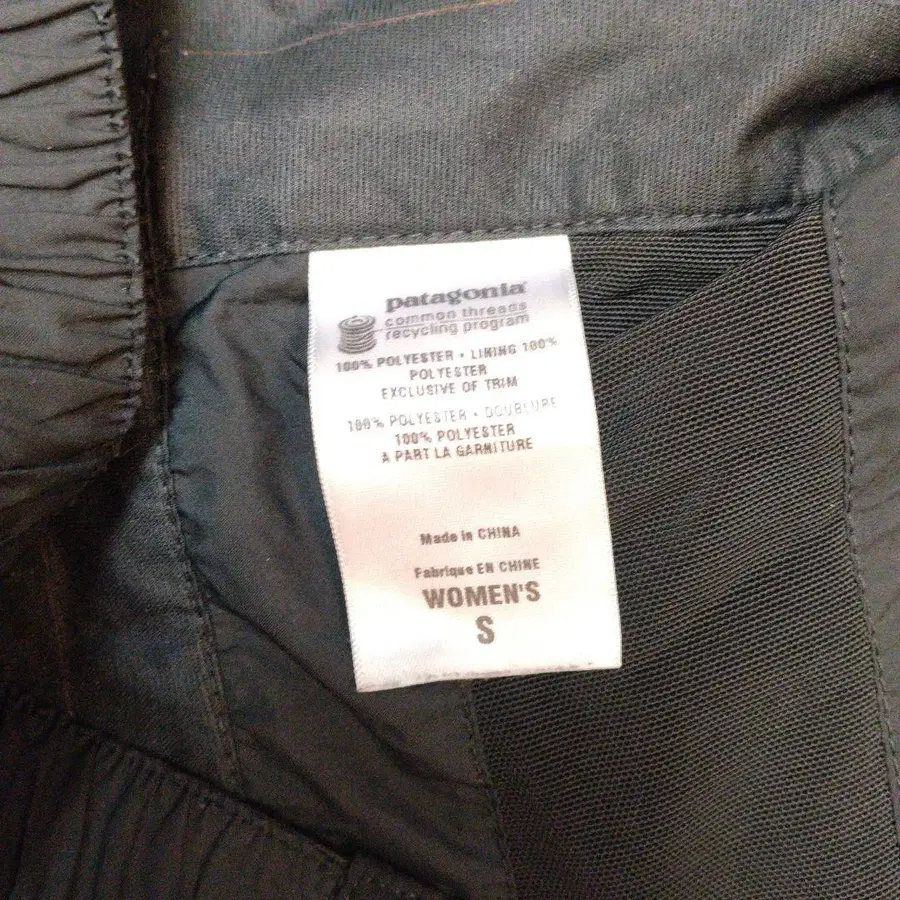 patagonia
common threads
recycling program
100% POLYESTER • LINING 100%
POLYESTER
EXCLUSIVE OF TRIM
100% POLYESTER • DOUBLURE
100% POLYESTER
A PART LA GARNITURE
Made in CHINA
Fabrique EN CHINE
WOMEN'S
S